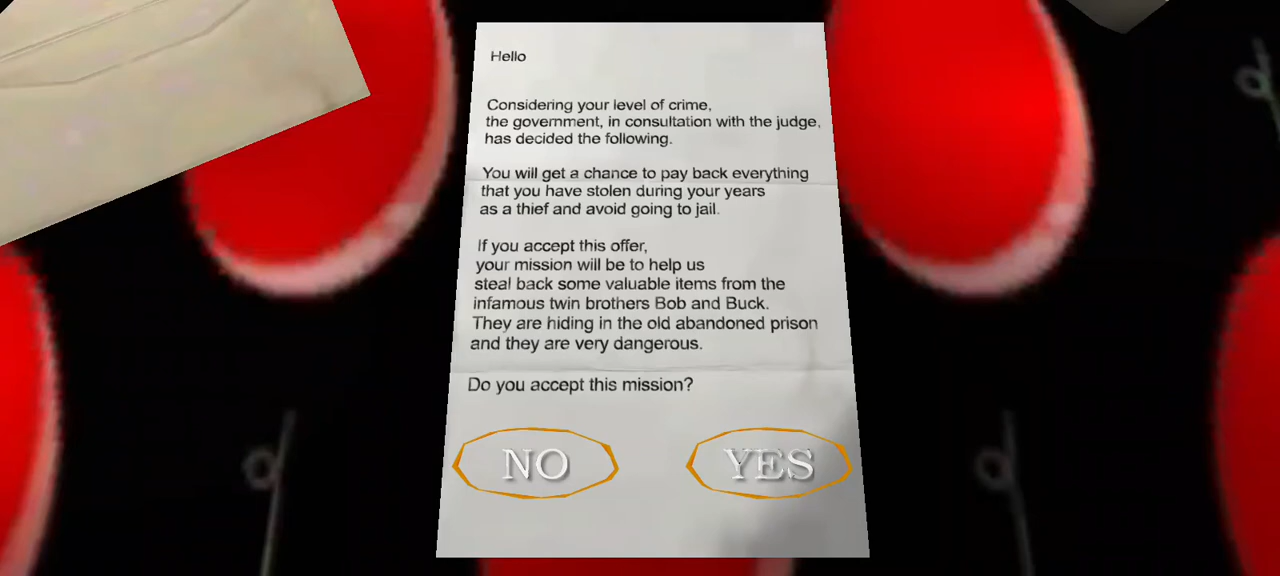 Hello
Considering your level of crime,
the government, in consultation with the judge,
has decided the following.
You will get a chance to pay back everything
that you have stolen during your years
as a thief and avoid going to jail.
If you accept this offer,
your mission will be to help us
steal back some valuable items from the
infamous twin brothers Bob and Buck.
They are hiding in the old abandoned prison
and they are very dangerous.
Do you accept this mission?
NO YES